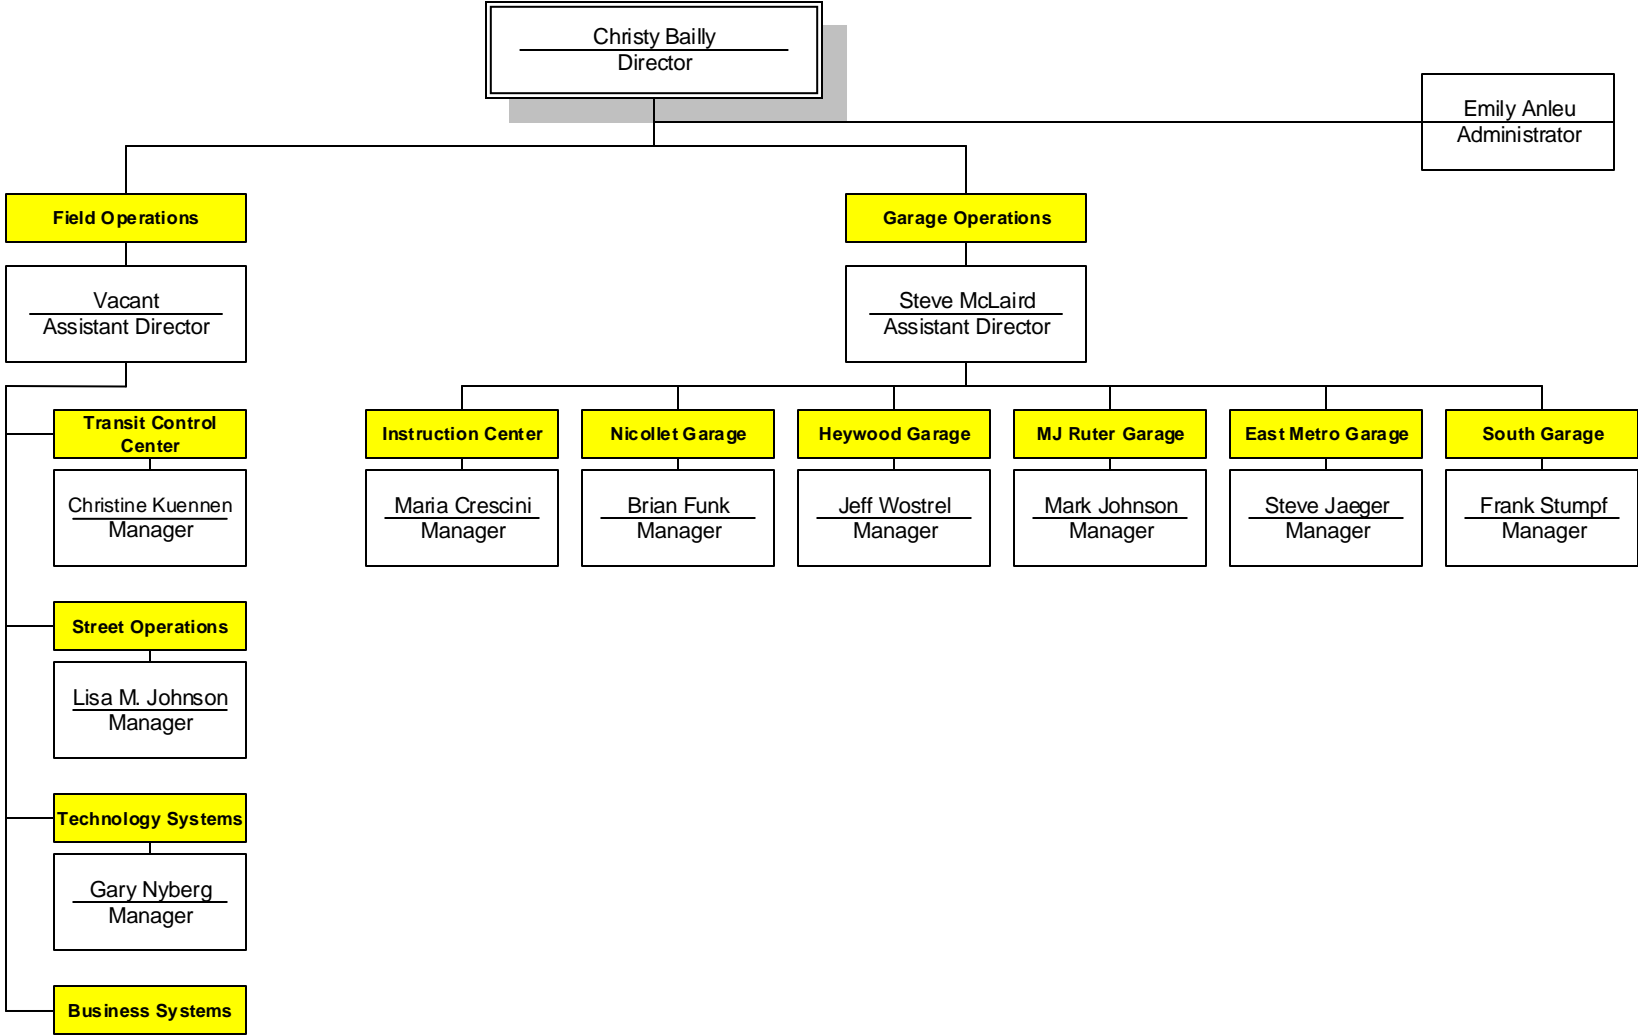 Christy Bailly
Director
Emily Anleu
Administrator
Field Operations
Garage Operations
Vacant
Assistant Director
Steve McLaird
Assistant Director
Transit Control
Center
Christine Kuennen
Manager
Instruction Center
Maria Crescini
Manager
Nicollet Garage
Brian Funk
Manager
Heywood Garage
Jeff Wostrel
Manager
MJ Ruter Garage
Mark Johnson
Manager
East Metro Garage
Steve Jaeger
Manager
South Garage
Frank Stumpf
Manager
Street Operations
Lisa M. Johnson
Manager
Technology Systems
Gary Nyberg
Manager
Business Systems